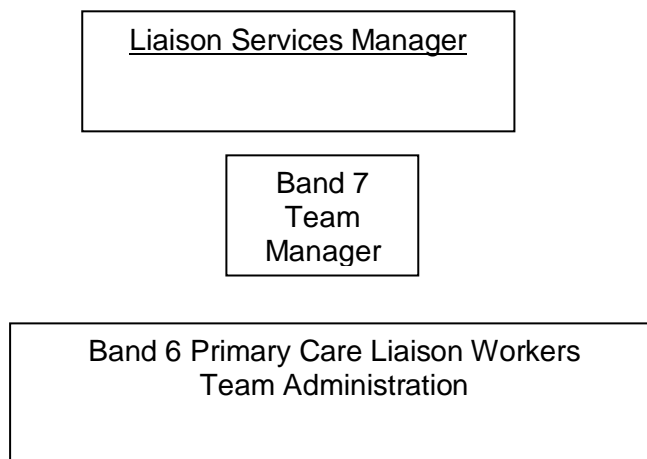 Liaison Services Manager
Band 7
Team
Manager
Band 6 Primary Care Liaison Workers
Team Administration